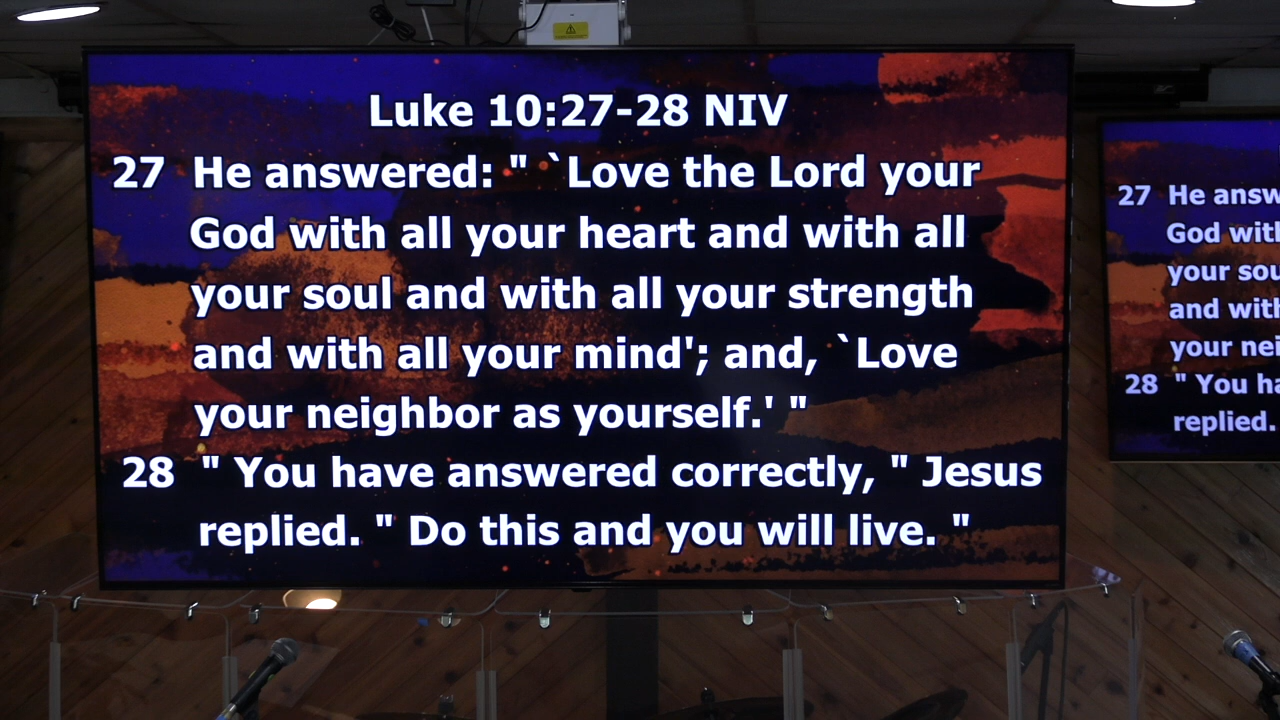 Luke 10:27-28 NIV
27 He answered: " `Love the Lord your
God with all your heart and with all
your soul and with all your strength
and with all your mind'; and, `Love
your neighbor as yourself.' "
28 " You have answered correctly, " Jesus
replied. " Do this and you will live. "
27 He answ
God with
your sou
and with
your nei
28 " You ha
replied.